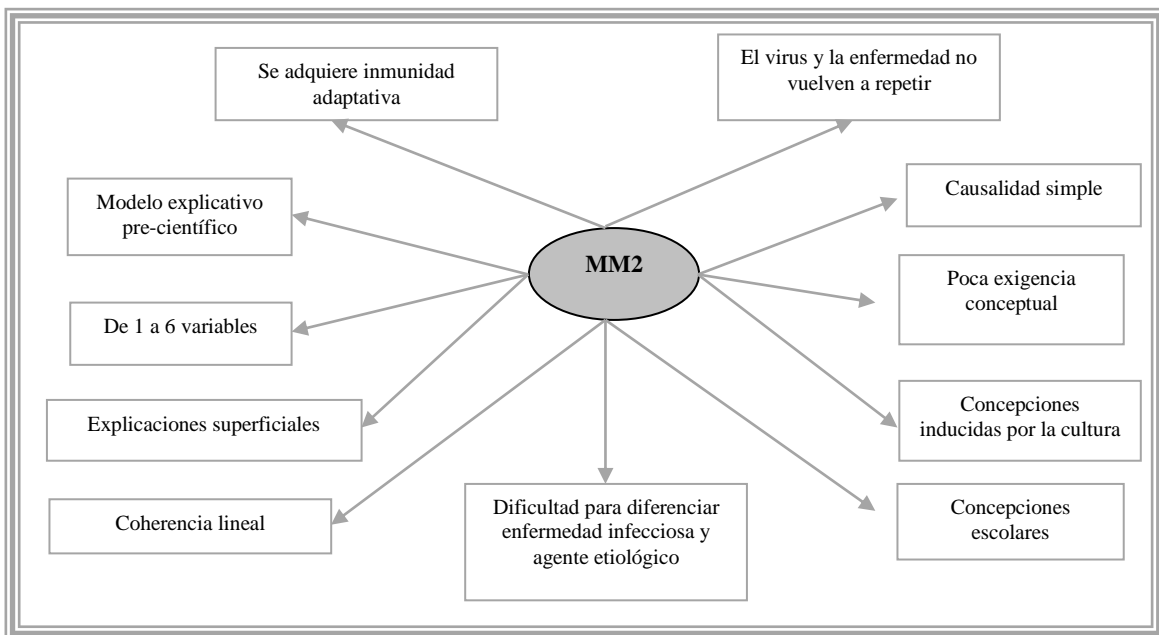 Se adquiere inmunidad
adaptativa
El virus y la enfermedad no
vuelven a repetir
Modelo explicativo
pre-científico
Causalidad simple
MM2
Poca exigencia
conceptual
De 1 a 6 variables
Explicaciones superficiales
Concepciones
inducidas por la cultura
Coherencia lineal
Dificultad para diferenciar
enfermedad infecciosa y
agente etiológico
Concepciones
escolares